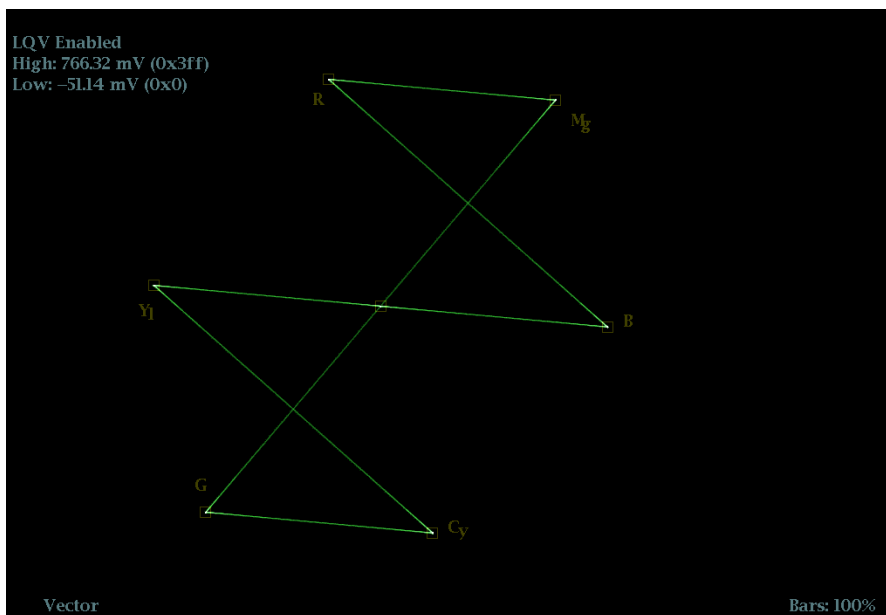 LQV Enabled
High: 766.32 mV (0x3ff)
Low: −51.14 mV (0x0)
R
Mg
Yl
B
G
Cy
Vector
Bars: 100%